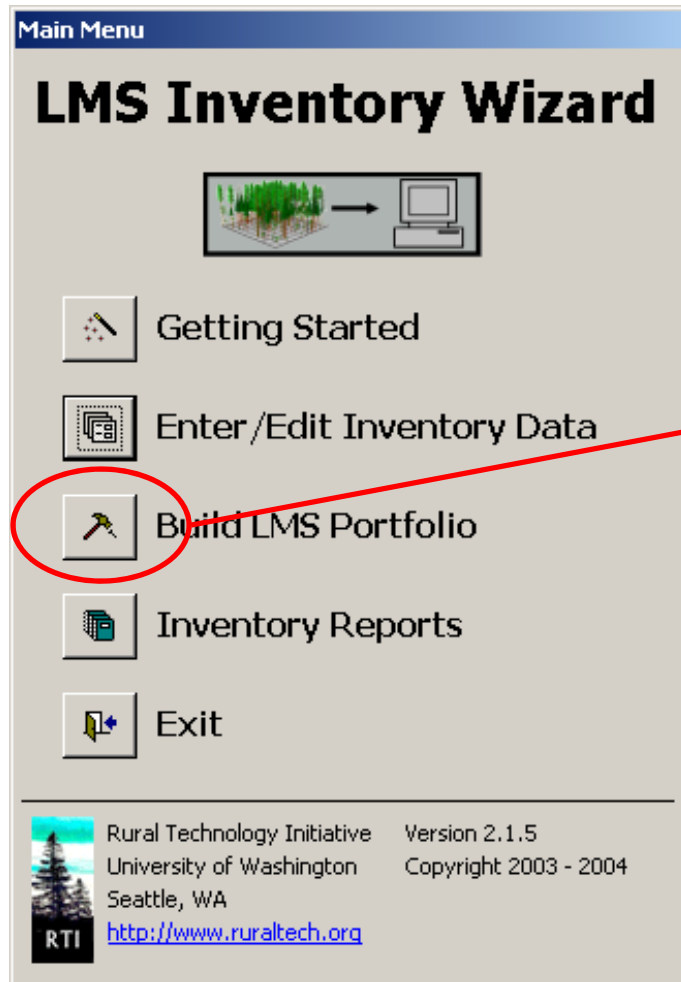 Main Menu
LMS Inventory Wizard
Getting Started
Enter/Edit Inventory Data
Build LMS Portfolio
Inventory Reports
Exit
Rural Technology Initiative Version 2.1.5
University of Washington Copyright 2003 - 2004
Seattle, WA
http://www.ruraltech.org
RTI